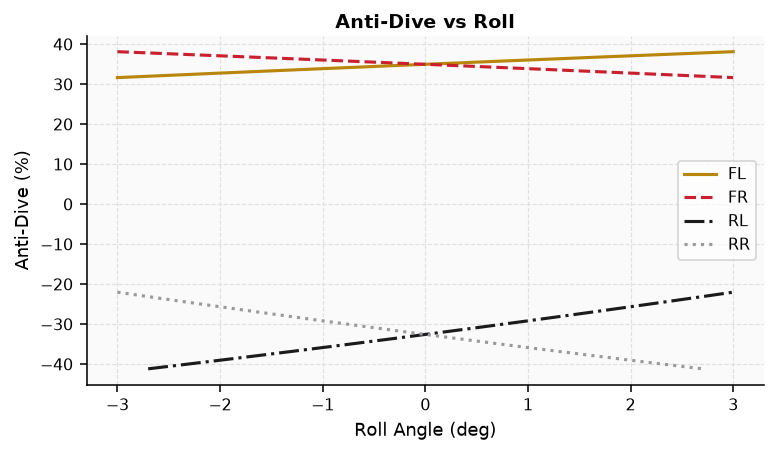 Anti-Dive vs Roll
Anti-Dive (%)
40
30
20
10
0
−10
−20
−30
−40
FL
FR
RL
RR
−3
−2
−1
0
1
2
3
Roll Angle (deg)